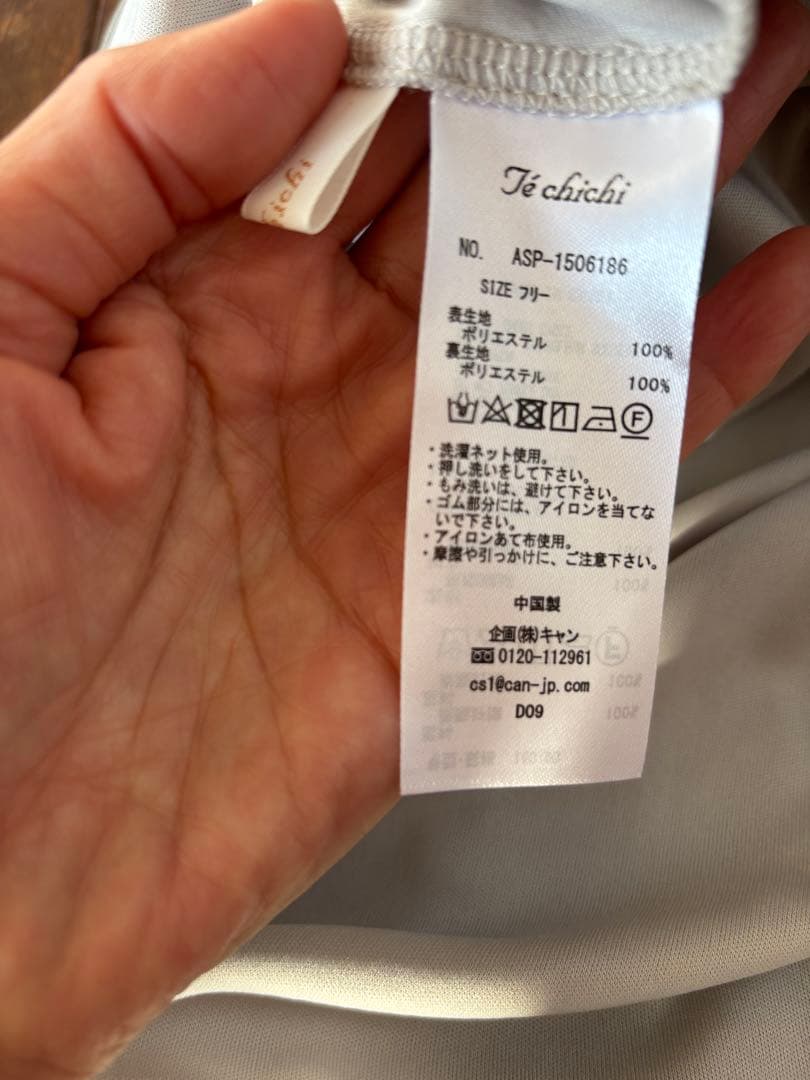 chichi
Té chichi
NO. ASP-1506186
SIZE フリー
表生地
ポリエステル 100%
裏生地
ポリエステル 100%
F
・洗濯ネット使用。
・押し洗いをして下さい。
・もみ洗いは、避けて下さい。
・ゴム部分には、アイロンを当てな
いで下さい。
・アイロンあて布使用。
・摩擦や引っかけに、ご注意下さい。
中国製
企画(株)キャン
0120-112961
cs1@can-jp.com
D09